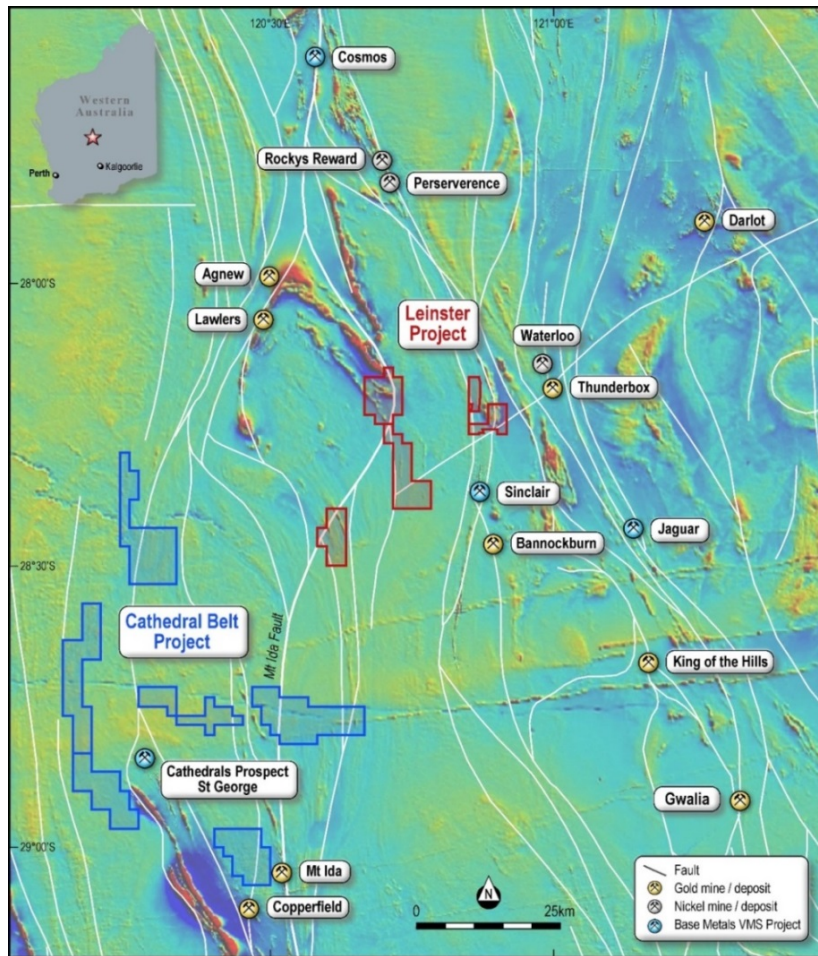 120°30'E
121°00'E
Cosmos
Western
Australia
Perth
Kalgoorlie
Rockys Reward
Perserverence
Darlot
Agnew
28°00'S
Lawlers
Leinster
Project
Waterloo
Thunderbox
Sinclair
Jaguar
Bannockburn
28°30'S
Cathedral Belt
Project
Mt Ida Fault
King of the Hills
Cathedrals Prospect
St George
Gwalia
29°00'S
Mt Ida
Copperfield
N
0
25km
Fault
Gold mine / deposit
Nickel mine / deposit
Base Metals VMS Project